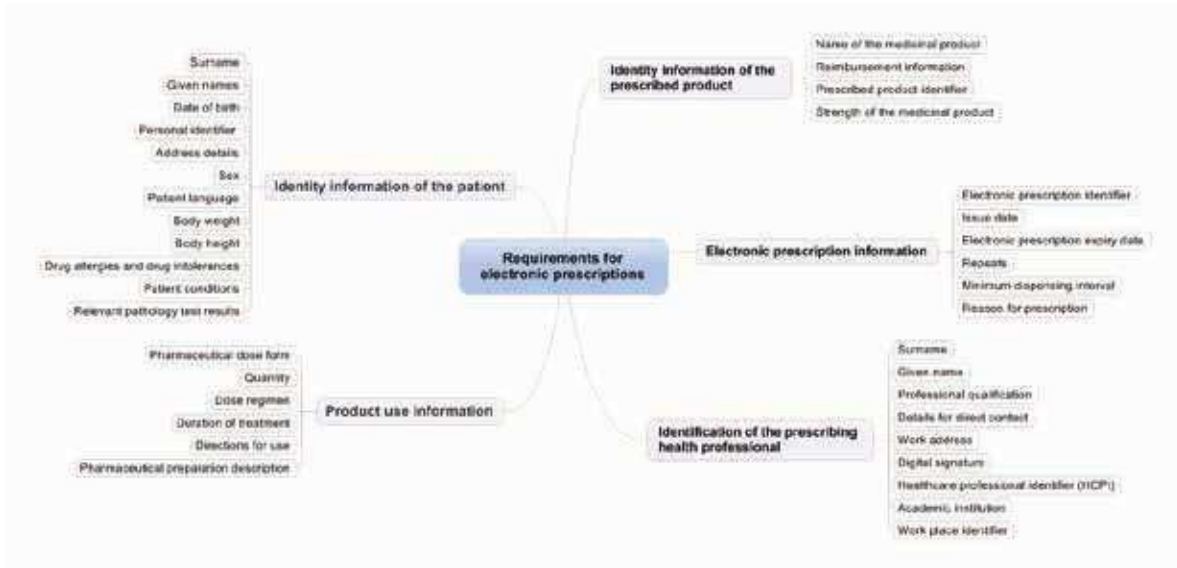 Requirements for
electronic prescriptions
Identity information of the patient
Surname
Given names
Date of birth
Personal identifier
Address details
Sex
Patient language
Body weight
Body height
Drug allergies and drug intolerances
Patient conditions
Relevant pathology test results
Product use information
Pharmaceutical dose form
Quantity
Dose regimen
Duration of treatment
Directions for use
Pharmaceutical preparation description
Identity information of the
prescribed product
Name of the medicinal product
Reimbursement information
Prescribed product identifier
Strength of the medicinal product
Electronic prescription information
Electronic prescription identifier
Issue date
Electronic prescription expiry date
Repeats
Minimum dispensing interval
Reason for prescription
Identification of the prescribing
health professional
Surname
Given name
Professional qualification
Details for direct contact
Work address
Digital signature
Healthcare professional identifier (HCPI)
Academic institution
Work place identifier